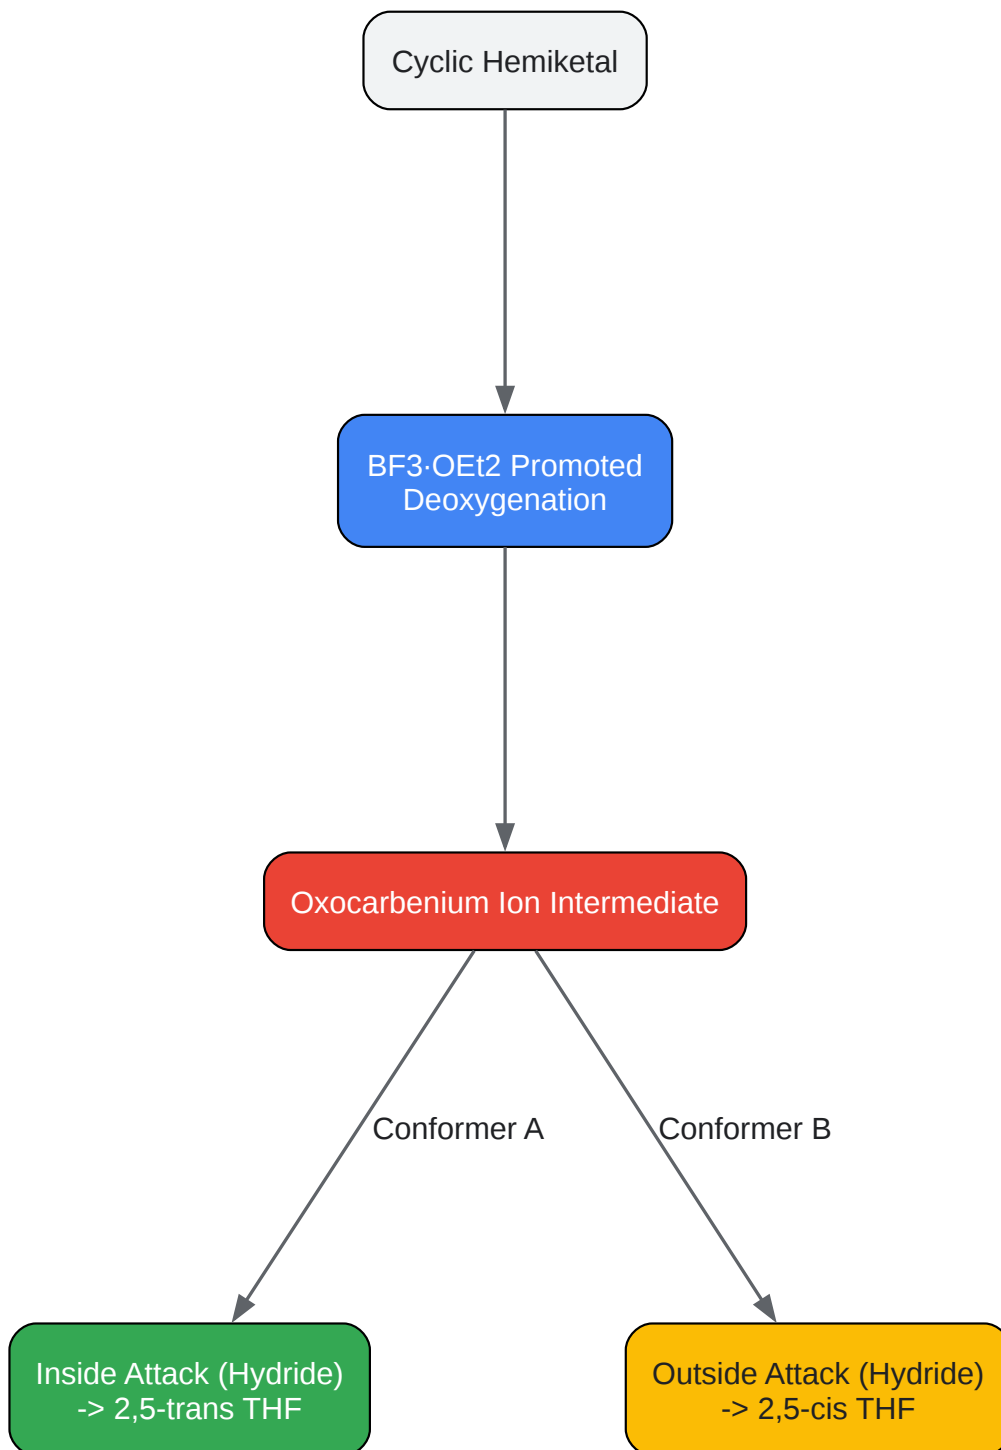 Cyclic Hemiketal
BF3·OEt2 Promoted
Deoxygenation
Oxocarbenium Ion Intermediate
Conformer A
Conformer B
Inside Attack (Hydride)
-> 2,5-trans THF
Outside Attack (Hydride)
-> 2,5-cis THF